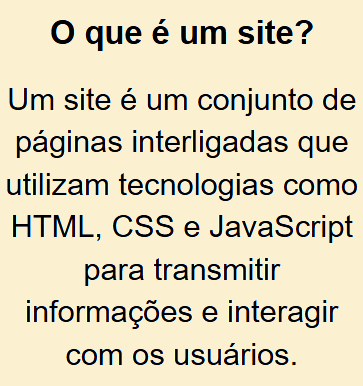 O que é um site?
Um site é um conjunto de
páginas interligadas que
utilizam tecnologias como
HTML, CSS e JavaScript
para transmitir
informações e interagir
com os usuários.